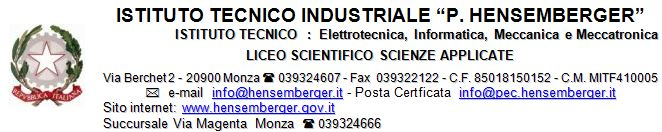 ISTITUTO TECNICO INDUSTRIALE “P. HENSEMBERGER”
ISTITUTO TECNICO : Elettrotecnica, Informatica, Meccanica e Meccatronica
LICEO SCIENTIFICO SCIENZE APPLICATE
Via Berchet 2 - 20900 Monza ☎ 039324607 - Fax 039322122 - C.F. 85018150152 - C.M. MITF410005
✉ e-mail info@hensemberger.it - Posta Certficata info@pec.hensemberger.it
Sito internet: www.hensemberger.gov.it
Succursale Via Magenta Monza ☎ 039324666
REPVBBLICA ITALIANA